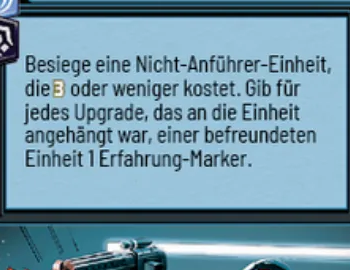 Besiege eine Nicht-Anführer-Einheit,
die 3 oder weniger kostet. Gib für
jedes Upgrade, das an die Einheit
angehängt war, einer befreundeten
Einheit 1 Erfahrung-Marker.